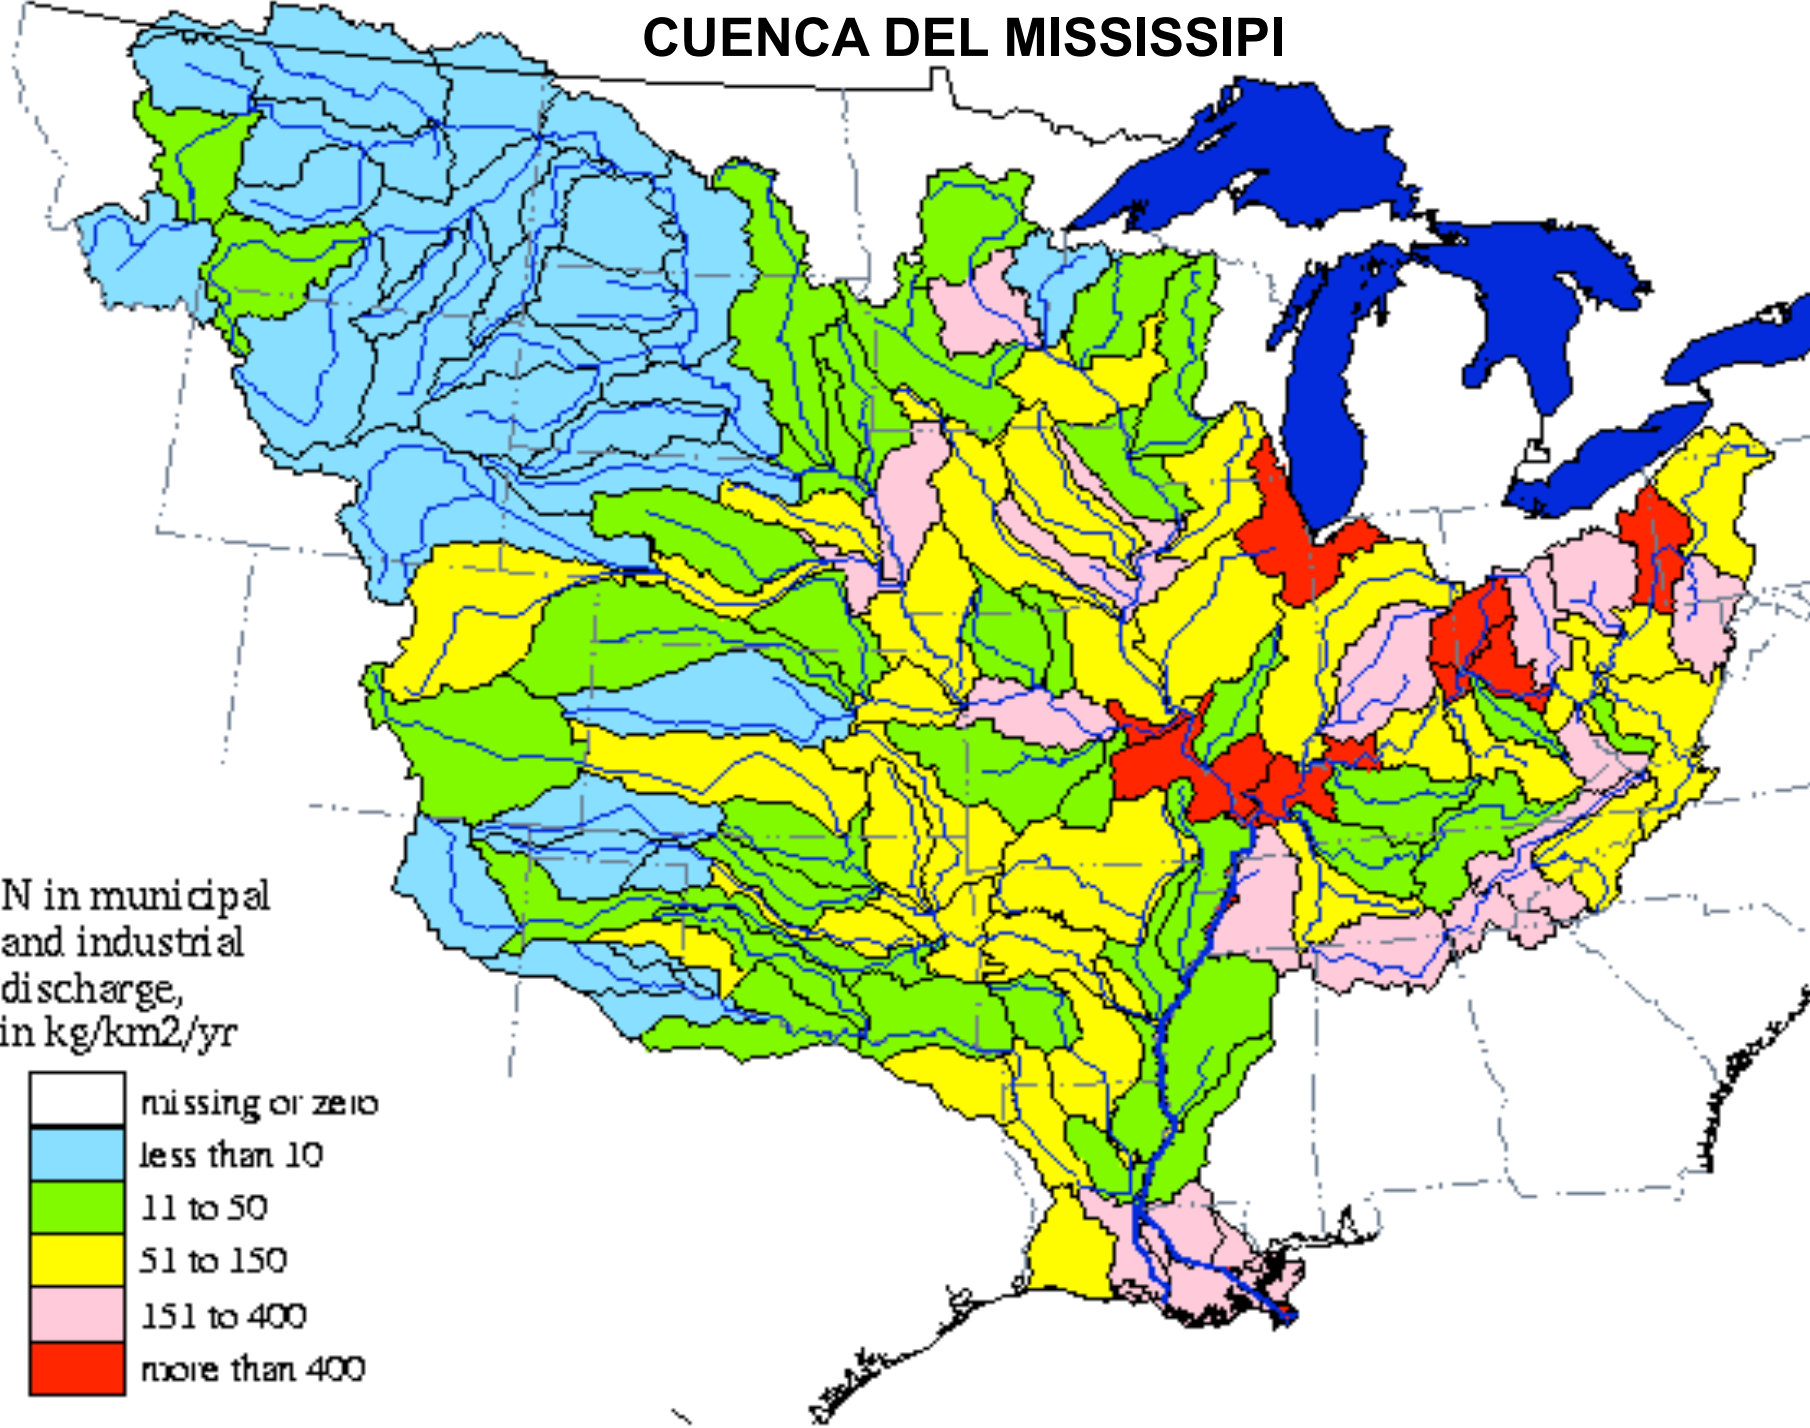 CUENCA DEL MISSISSIPI
N in municipal
and industrial
discharge,
in kg/km2/yr
missing or zero
less than 10
11 to 50
51 to 150
151 to 400
more than 400